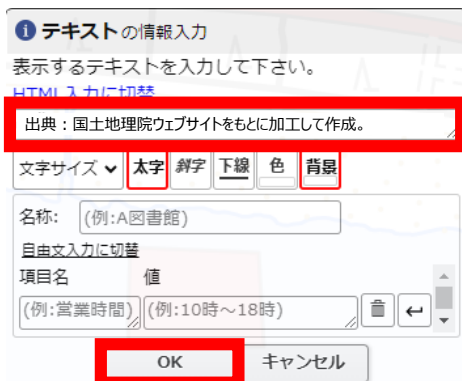 テキストの情報入力
表示するテキストを入力して下さい。
HTML入力に切替
出典：国土地理院ウェブサイトをもとに加工して作成。
文字サイズ 太字 斜字 下線 色 背景
名称: (例:A図書館)
自由文入力に切替
項目名 値
(例:営業時間) (例:10時～18時)
OK キャンセル